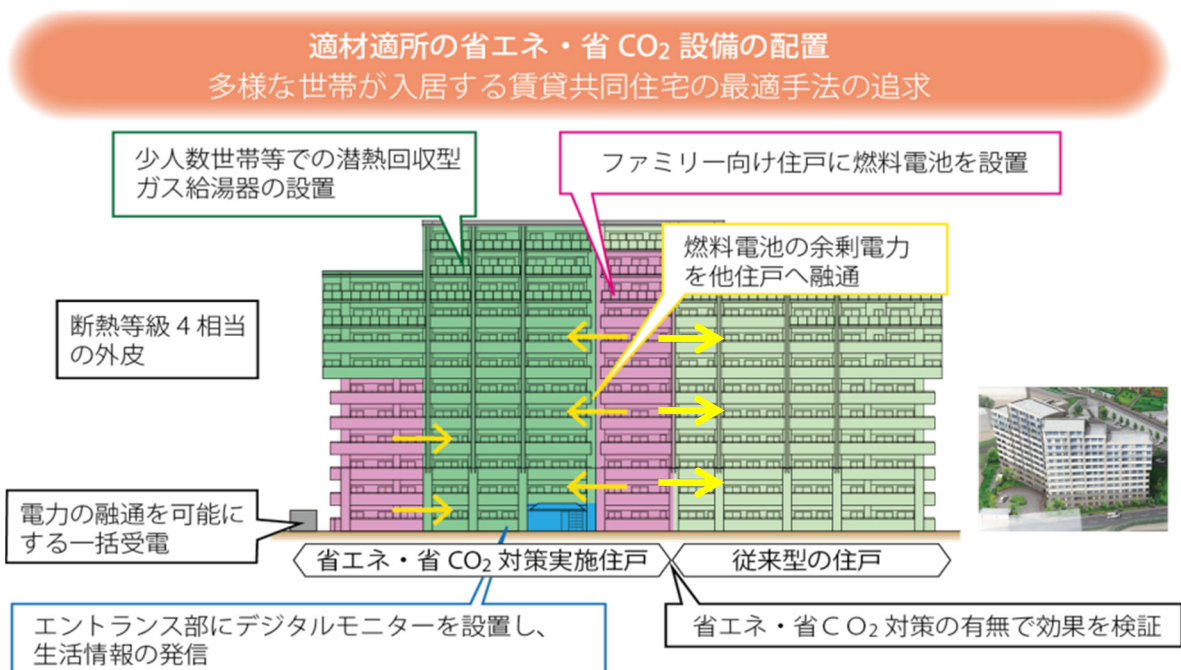 適材適所の省エネ・省 CO₂ 設備の配置
多様な世帯が入居する賃貸共同住宅の最適手法の追求
少人数世帯等での潜熱回収型
ガス給湯器の設置
ファミリー向け住戸に燃料電池を設置
燃料電池の余剰電力
を他住戸へ融通
断熱等級 4 相当
の外皮
電力の融通を可能に
する一括受電
省エネ・省 CO₂ 対策実施住戸
従来型の住戸
エントランス部にデジタルモニターを設置し、
生活情報の発信
省エネ・省ＣＯ₂ 対策の有無で効果を検証